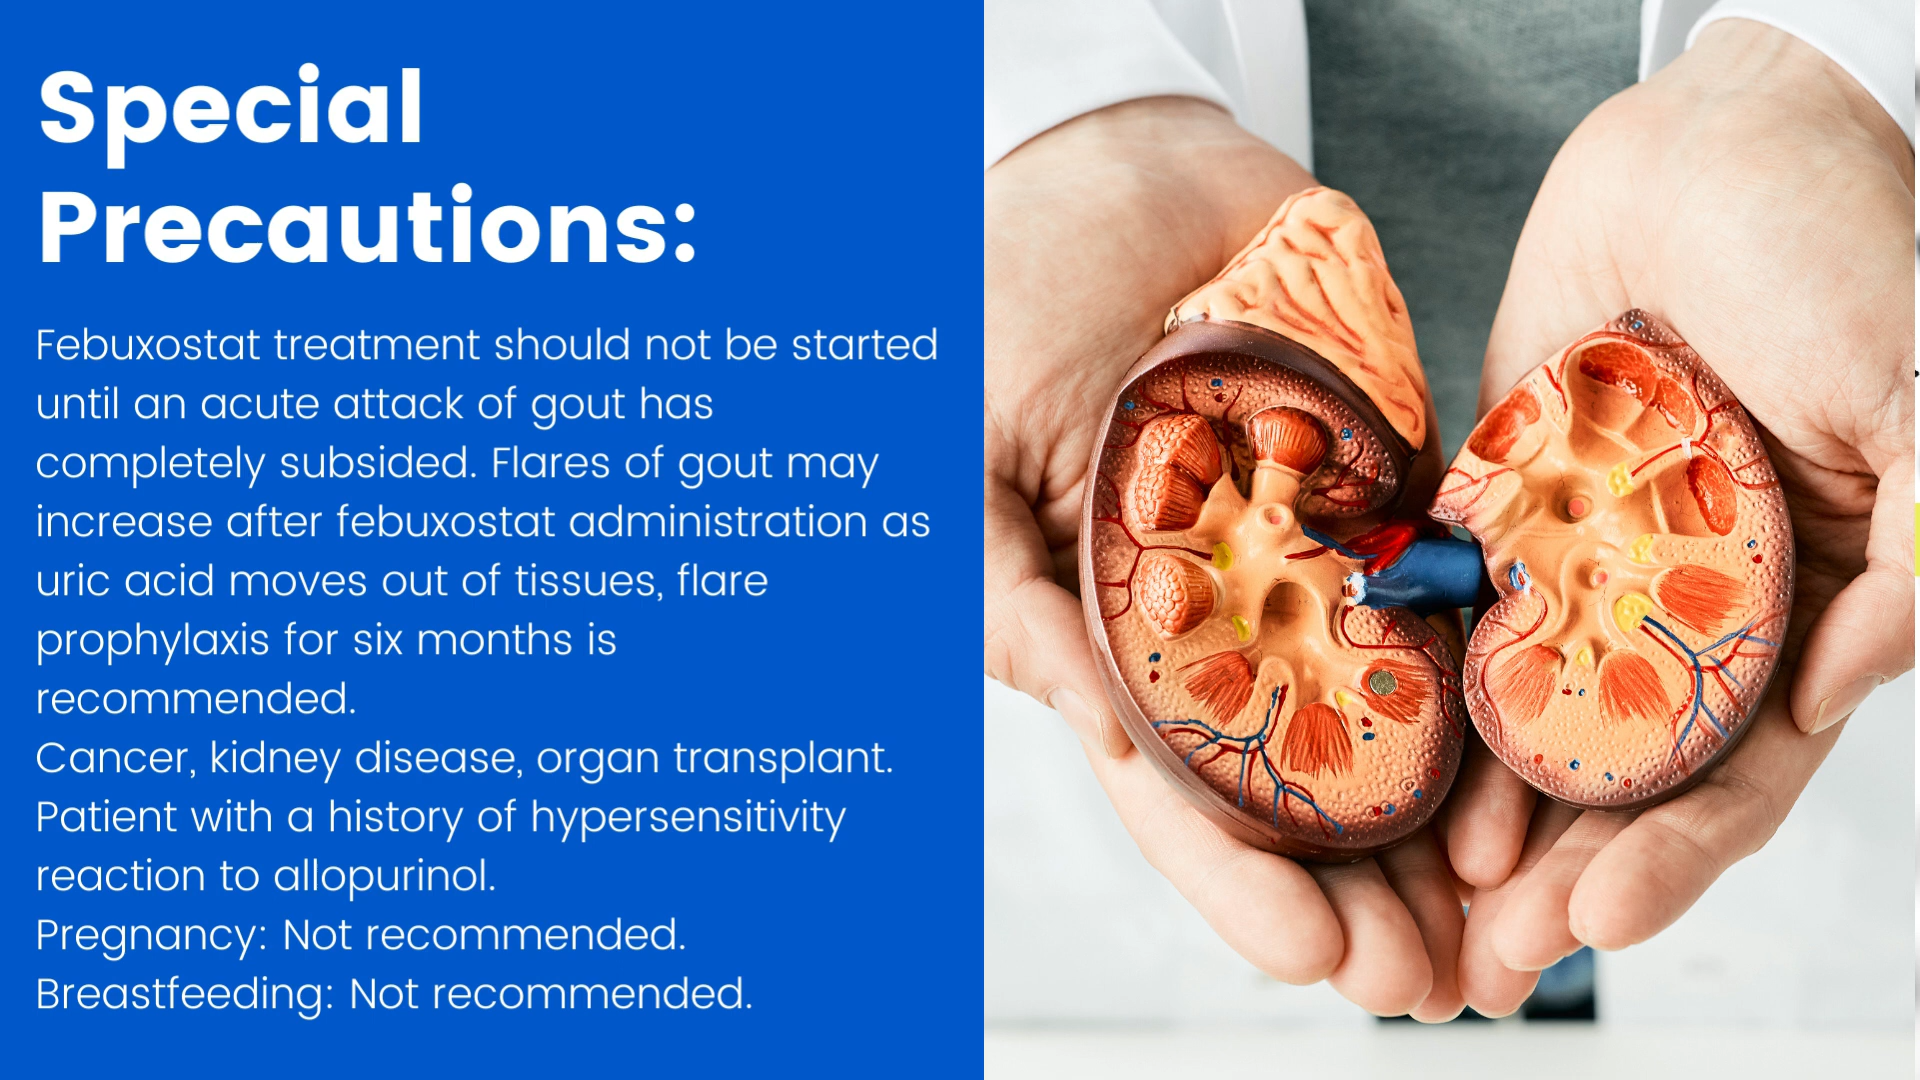 Special
Precautions:
Febuxostat treatment should not be started
until an acute attack of gout has
completely subsided. Flares of gout may
increase after febuxostat administration as
uric acid moves out of tissues, flare
prophylaxis for six months is
recommended.
Cancer, kidney disease, organ transplant.
Patient with a history of hypersensitivity
reaction to allopurinol.
Pregnancy: Not recommended.
Breastfeeding: Not recommended.